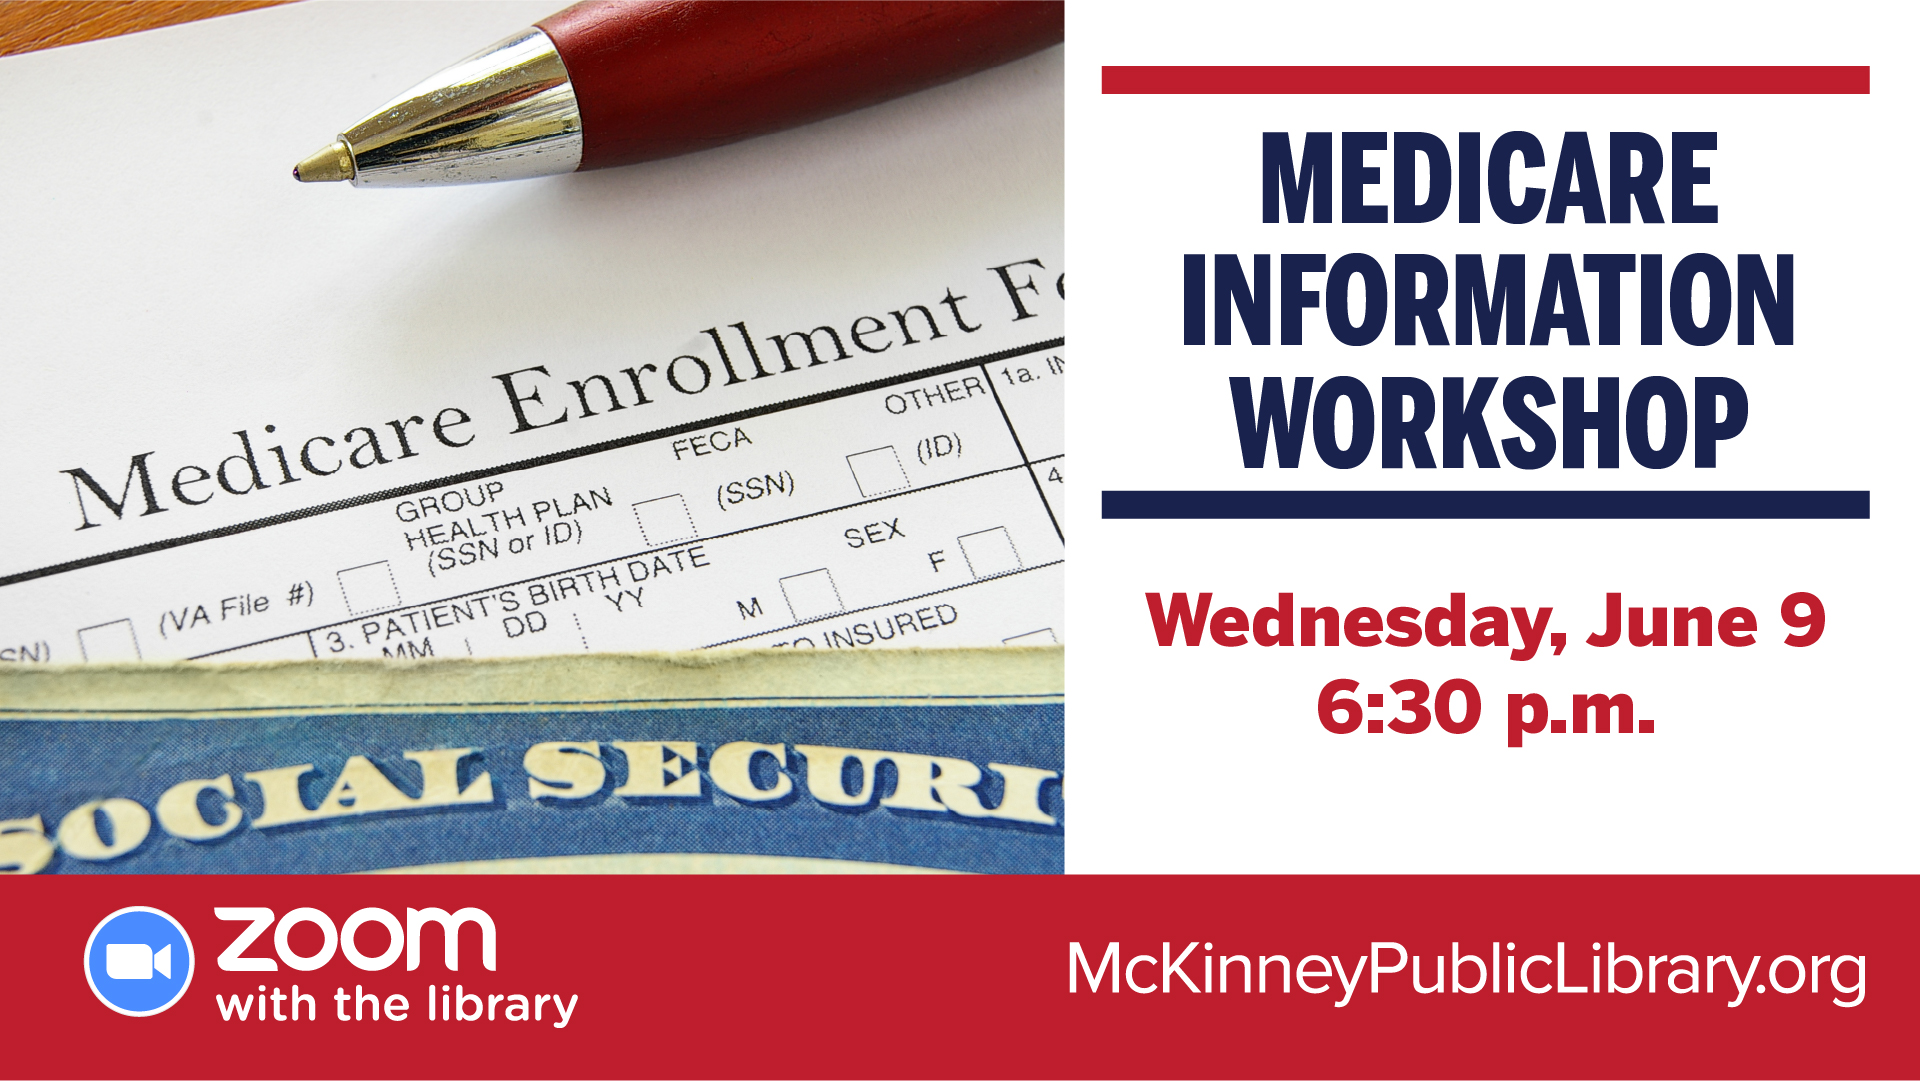 Medicare Enrollment
OTHER
1a.
FECA
(ID)
GROUP
HEALTH PLAN
(SSN or ID)
(SSN)
4
SEX
(VA File #)
3. PATIENT'S BIRTH DATE
MM DD YY
M
F
INSURED
SOCIAL
MEDICARE
INFORMATION
WORKSHOP
Wednesday, June 9
6:30 p.m.
zoom
with the library
McKinneyPublicLibrary.org